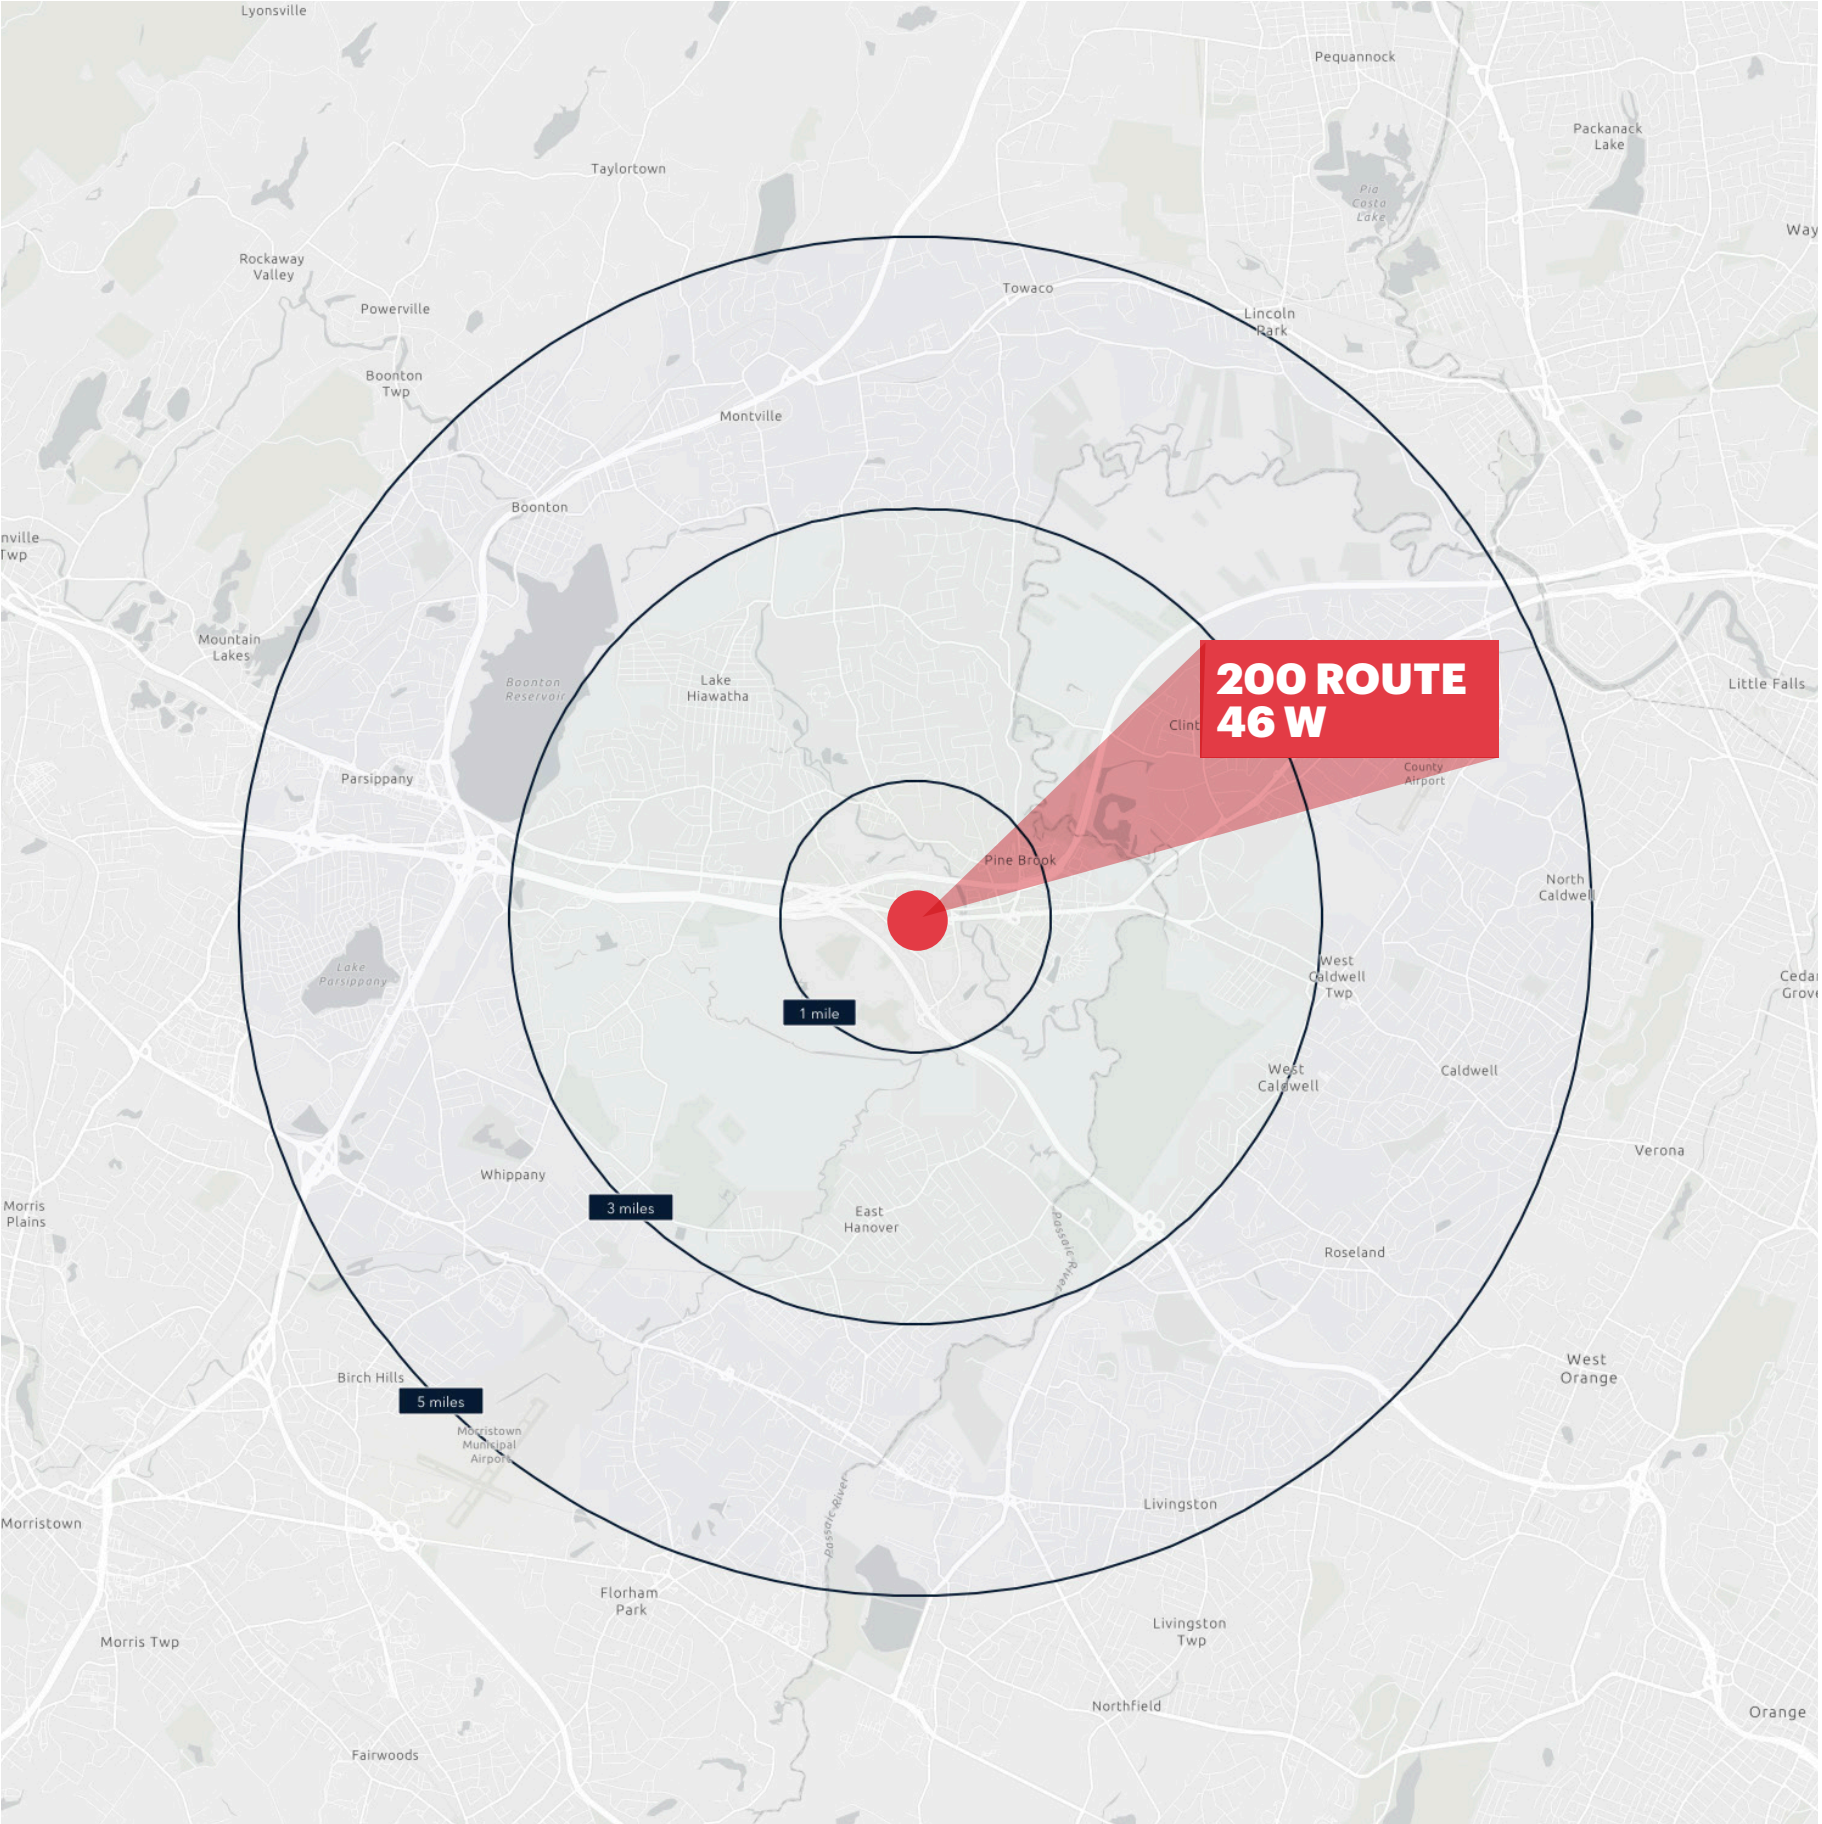 Lyonsville
Pequannock
Packanack
Lake
Taylortown
Pia
Costa
Lake
Way
Rockaway
Valley
Towaco
Powerville
Lincoln
Park
Boonton
Twp
Montville
Boonton
nville
Twp
Mountain
Lakes
Boonton
Reservoir
Lake
Hiawatha
200 ROUTE
46 W
Little Falls
Clint
County
Airport
Parsippany
Pine Brook
North
Caldwell
Lake
Parsippany
West
Caldwell
Twp
Cedar
Grove
1 mile
West
Caldwell
Caldwell
Verona
Whippany
Morris
Plains
3 miles
East
Hanover
Passaic River
Roseland
West
Orange
Birch Hills
5 miles
Morristown
Municipal
Airport
Passaic River
Livingston
Morristown
Florham
Park
Livingston
Twp
Morris Twp
Northfield
Orange
Fairwoods